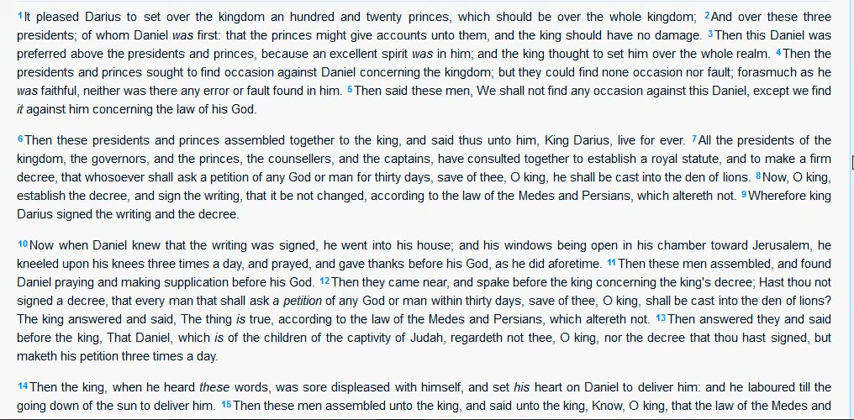 1It pleased Darius to set over the kingdom an hundred and twenty princes, which should be over the whole kingdom; 2And over these three
presidents; of whom Daniel was first: that the princes might give accounts unto them, and the king should have no damage. 3Then this Daniel was
preferred above the presidents and princes, because an excellent spirit was in him; and the king thought to set him over the whole realm. 4Then the
presidents and princes sought to find occasion against Daniel concerning the kingdom; but they could find none occasion nor fault; forasmuch as he
was faithful, neither was there any error or fault found in him. 5Then said these men, We shall not find any occasion against this Daniel, except we find
it against him concerning the law of his God.
6Then these presidents and princes assembled together to the king, and said thus unto him, King Darius, live for ever. 7All the presidents of the
kingdom, the governors, and the princes, the counsellers, and the captains, have consulted together to establish a royal statute, and to make a firm
decree, that whosoever shall ask a petition of any God or man for thirty days, save of thee, O king, he shall be cast into the den of lions. 8Now, O king,
establish the decree, and sign the writing, that it be not changed, according to the law of the Medes and Persians, which altereth not. 9Wherefore king
Darius signed the writing and the decree.
10Now when Daniel knew that the writing was signed, he went into his house; and his windows being open in his chamber toward Jerusalem, he
kneeled upon his knees three times a day, and prayed, and gave thanks before his God, as he did aforetime. 11Then these men assembled, and found
Daniel praying and making supplication before his God. 12Then they came near, and spake before the king concerning the king's decree; Hast thou not
signed a decree, that every man that shall ask a petition of any God or man within thirty days, save of thee, O king, shall be cast into the den of lions?
The king answered and said, The thing is true, according to the law of the Medes and Persians, which altereth not. 13Then answered they and said
before the king, That Daniel, which is of the children of the captivity of Judah, regardeth not thee, O king, nor the decree that thou hast signed, but
maketh his petition three times a day.
14Then the king, when he heard these words, was sore displeased with himself, and set his heart on Daniel to deliver him: and he laboured till the
going down of the sun to deliver him. 15Then these men assembled unto the king, and said unto the king, Know, O king, that the law of the Medes and